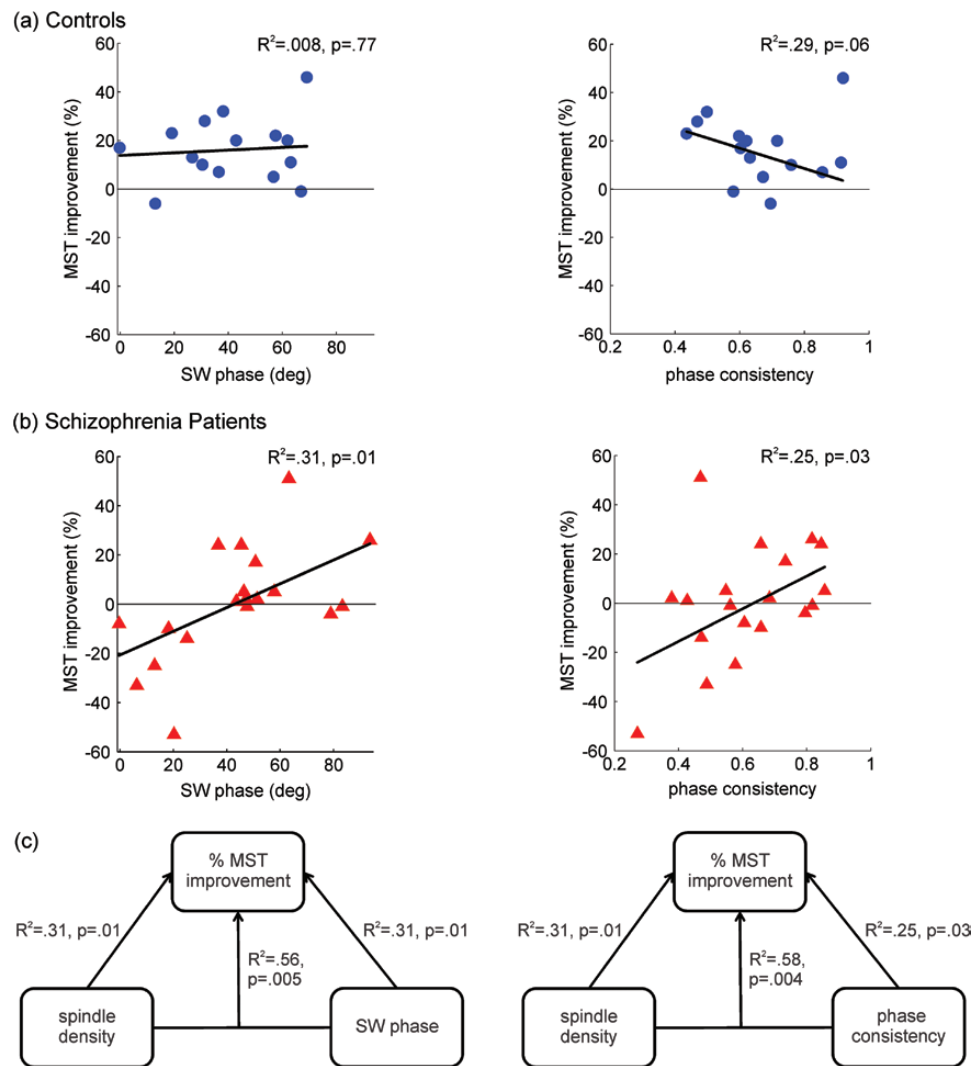 (a) Controls
R²=.008, p=.77
MST improvement (%)
60
40
20
0
-20
-40
-60
0 20 40 60 80
SW phase (deg)
R²=.29, p=.06
MST improvement (%)
60
40
20
0
-20
-40
-60
0.2 0.4 0.6 0.8 1
phase consistency
(b) Schizophrenia Patients
R²=.31, p=.01
MST improvement (%)
60
40
20
0
-20
-40
-60
0 20 40 60 80
SW phase (deg)
R²=.25, p=.03
MST improvement (%)
60
40
20
0
-20
-40
-60
0.2 0.4 0.6 0.8 1
phase consistency
(c)
% MST
improvement
R²=.31, p=.01
R²=.31, p=.01
R²=.56,
p=.005
spindle
density
SW phase
% MST
improvement
R²=.31, p=.01
R²=.25, p=.03
R²=.58,
p=.004
spindle
density
phase
consistency